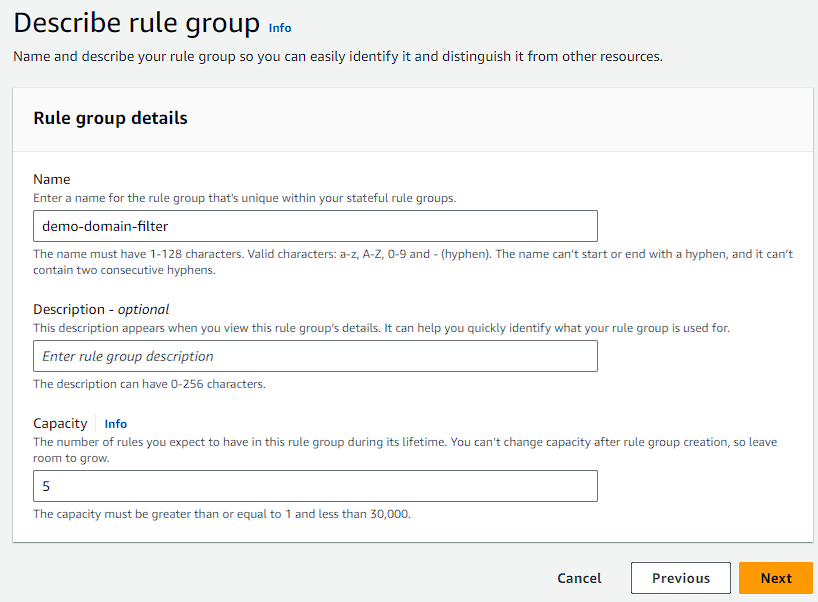 Describe rule group Info
Name and describe your rule group so you can easily identify it and distinguish it from other resources.
Rule group details
Name
Enter a name for the rule group that's unique within your stateful rule groups.
demo-domain-filter
The name must have 1-128 characters. Valid characters: a-z, A-Z, 0-9 and - (hyphen). The name can't start or end with a hyphen, and it can't
contain two consecutive hyphens.
Description - optional
This description appears when you view this rule group's details. It can help you quickly identify what your rule group is used for.
Enter rule group description
The description can have 0-256 characters.
Capacity Info
The number of rules you expect to have in this rule group during its lifetime. You can't change capacity after rule group creation, so leave
room to grow.
5
The capacity must be greater than or equal to 1 and less than 30,000.
Cancel Previous Next